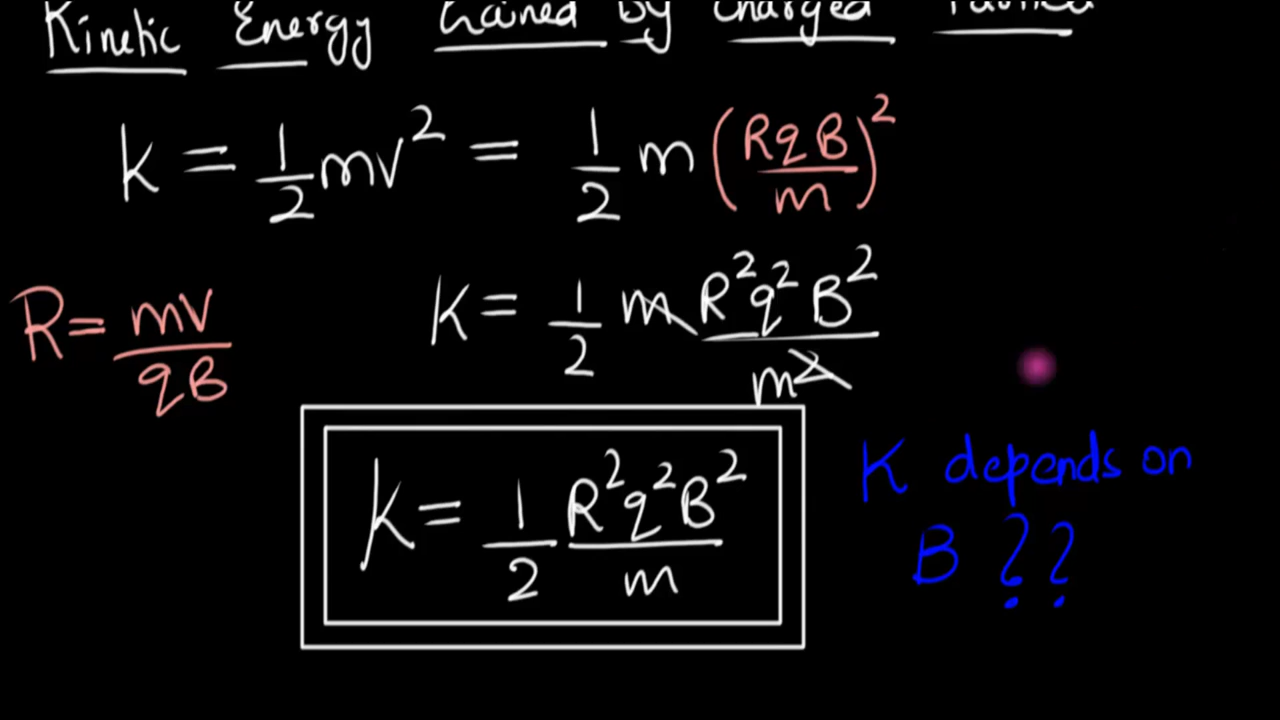 Kinetic Energy Gained by Charged Particle
K = 1/2 mv² = 1/2 m (RqB/m)²
R = mv/qB
K = 1/2 m R²q²B²/m²
K = 1/2 R²q²B²/m
K depends on
B ??